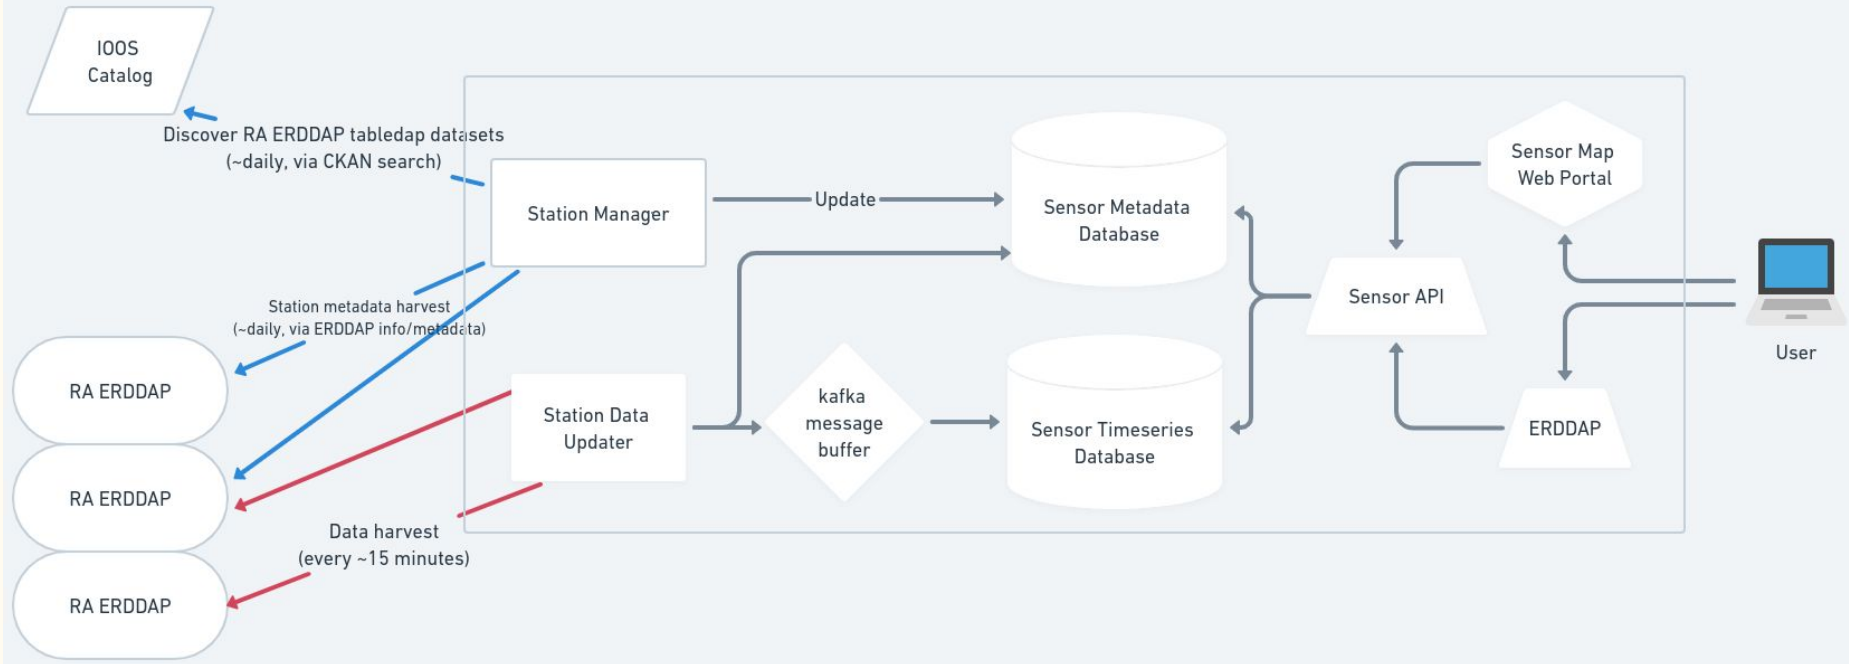 IOOS
Catalog
Discover RA ERDDAP tabledap datasets
(~daily, via CKAN search)
Station Manager
Update
Sensor Metadata
Database
Sensor Map
Web Portal
Sensor API
User
Station metadata harvest
(~daily, via ERDDAP info/metadata)
RA ERDDAP
RA ERDDAP
RA ERDDAP
Station Data
Updater
kafka
message
buffer
Sensor Timeseries
Database
ERDDAP
Data harvest
(every ~15 minutes)